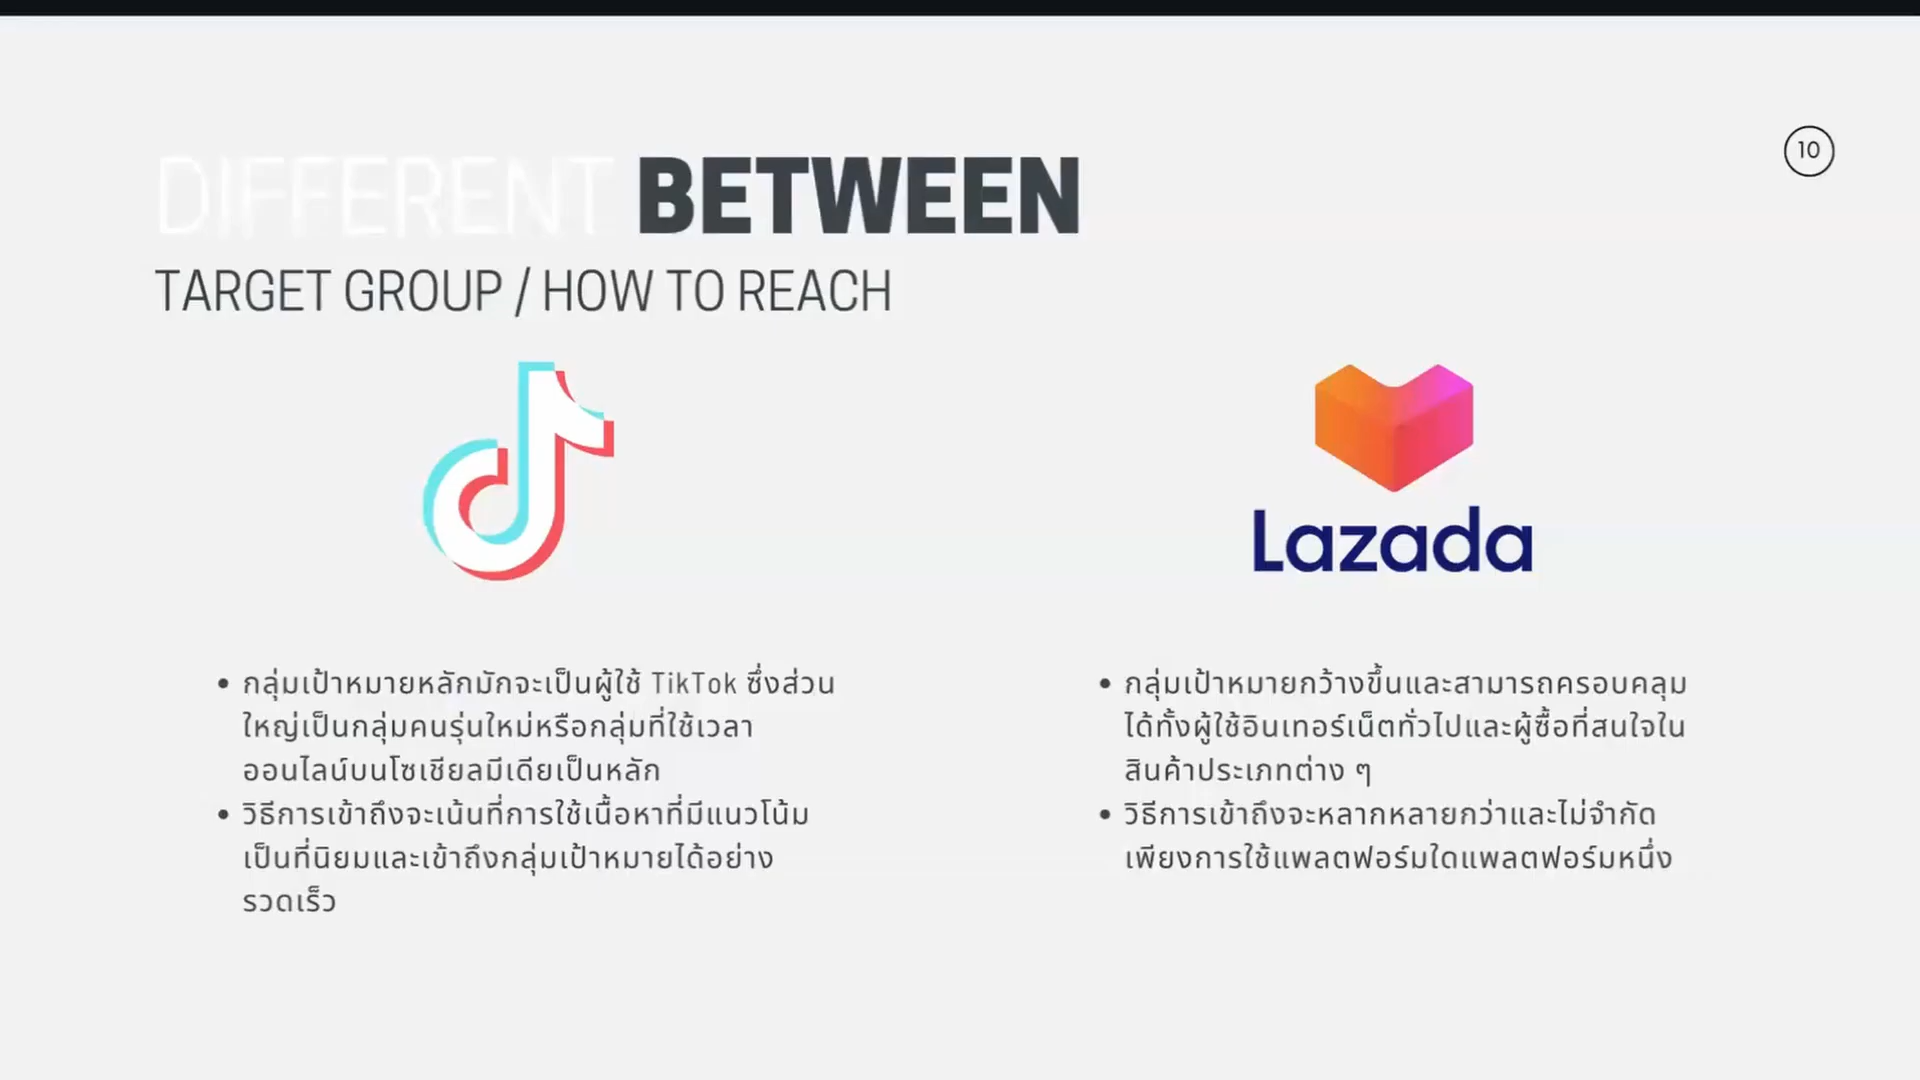 DIFFERENT BETWEEN
10
TARGET GROUP / HOW TO REACH
Lazada
• กลุ่มเป้าหมายหลักมักจะเป็นผู้ใช้ TikTok ซึ่งส่วน
ใหญ่เป็นกลุ่มคนรุ่นใหม่หรือกลุ่มที่ใช้เวลา
ออนไลน์บนโซเชียลมีเดียเป็นหลัก
• วิธีการเข้าถึงจะเน้นที่การใช้เนื้อหาที่มีแนวโน้ม
เป็นที่นิยมและเข้าถึงกลุ่มเป้าหมายได้อย่าง
รวดเร็ว
• กลุ่มเป้าหมายกว้างขึ้นและสามารถครอบคลุม
ได้ทั้งผู้ใช้อินเทอร์เน็ตทั่วไปและผู้ซื้อที่สนใจใน
สินค้าประเภทต่าง ๆ
• วิธีการเข้าถึงจะหลากหลายกว่าและไม่จำกัด
เพียงการใช้แพลตฟอร์มใดแพลตฟอร์มหนึ่ง